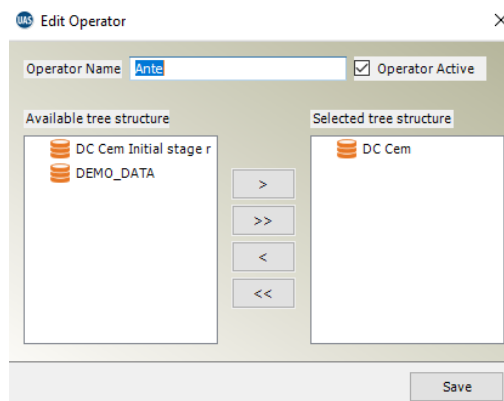 UAS Edit Operator
Operator Name Ante Operator Active
Available tree structure
DC Cem Initial stage r
DEMO_DATA
Selected tree structure
DC Cem
>
>>
<
<<
Save